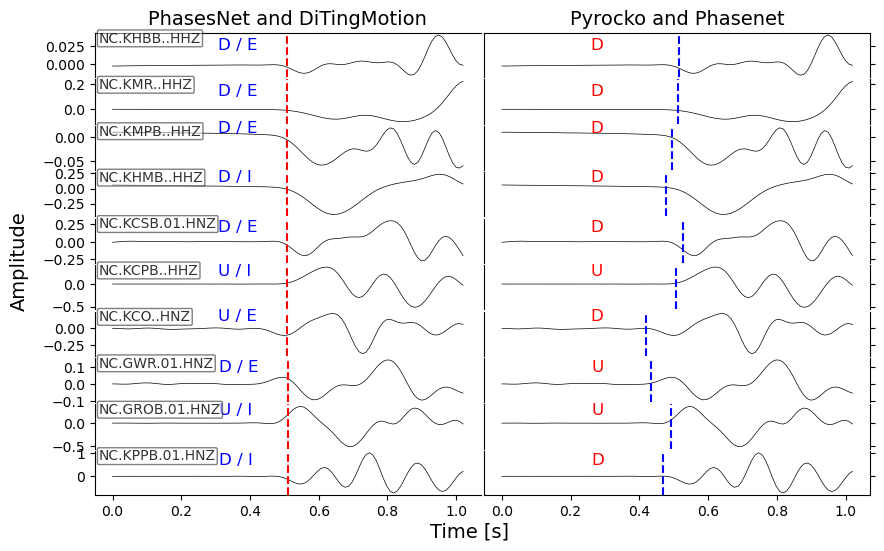 PhasesNet and DiTingMotion
Pyrocko and Phasenet
NC.KHBB..HHZ
D / E
D
0.025
0.000
NC.KMR..HHZ
D / E
D
0.2
0.0
NC.KMPB..HHZ
D / E
D
0.00
−0.05
NC.KHMB..HHZ
D / I
D
0.25
0.00
−0.25
NC.KCSB.01.HNZ
D / E
D
0.25
0.00
−0.25
NC.KCPB..HHZ
U / I
U
0.0
−0.5
NC.KCO..HNZ
U / E
D
0.00
−0.25
NC.GWR.01.HNZ
D / E
U
0.1
0.0
−0.1
NC.GROB.01.HNZ
U / I
U
0.0
−0.5
NC.KPPB.01.HNZ
D / I
D
1
0
0.0 0.2 0.4 0.6 0.8 1.0
0.0 0.2 0.4 0.6 0.8 1.0
Amplitude
Time [s]